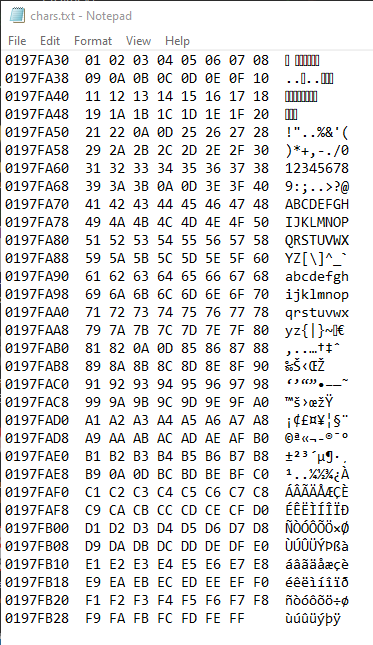 chars.txt - Notepad
File Edit Format View Help
0197FA30 01 02 03 04 05 06 07 08
0197FA38 09 0A 0B 0C 0D 0E 0F 10 ....
0197FA40 11 12 13 14 15 16 17 18
0197FA48 19 1A 1B 1C 1D 1E 1F 20
0197FA50 21 22 0A 0D 25 26 27 28 !"..%&'(
0197FA58 29 2A 2B 2C 2D 2E 2F 30 )*+,-./0
0197FA60 31 32 33 34 35 36 37 38 12345678
0197FA68 39 3A 3B 0A 0D 3E 3F 40 9:;..>?@
0197FA70 41 42 43 44 45 46 47 48 ABCDEFGH
0197FA78 49 4A 4B 4C 4D 4E 4F 50 IJKLMNOP
0197FA80 51 52 53 54 55 56 57 58 QRSTUVWX
0197FA88 59 5A 5B 5C 5D 5E 5F 60 YZ[\]^_`
0197FA90 61 62 63 64 65 66 67 68 abcdefgh
0197FA98 69 6A 6B 6C 6D 6E 6F 70 ijklmnop
0197FAA0 71 72 73 74 75 76 77 78 qrstuvwx
0197FAA8 79 7A 7B 7C 7D 7E 7F 80 yz{|}~€
0197FAB0 81 82 0A 0D 85 86 87 88 ‚..…†‡ˆ
0197FAB8 89 8A 8B 8C 8D 8E 8F 90 ‰Š‹ŒŽ
0197FAC0 91 92 93 94 95 96 97 98 ‘’“”•–—˜
0197FAC8 99 9A 9B 9C 9D 9E 9F A0 ™š›œžŸ
0197FAD0 A1 A2 A3 A4 A5 A6 A7 A8 ¡¢£¤¥¦§¨
0197FAD8 A9 AA AB AC AD AE AF B0 ©ª«¬-®¯°
0197FAE0 B1 B2 B3 B4 B5 B6 B7 B8 ±²³´µ¶·¸
0197FAE8 B9 0A 0D BC BD BE BF C0 ¹..¼½¾¿À
0197FAF0 C1 C2 C3 C4 C5 C6 C7 C8 ÁÂÃÄÅÆÇÈ
0197FAF8 C9 CA CB CC CD CE CF D0 ÉÊËÌÍÎÏÐ
0197FB00 D1 D2 D3 D4 D5 D6 D7 D8 ÑÒÓÔÕÖ×Ø
0197FB08 D9 DA DB DC DD DE DF E0 ÙÚÛÜÝÞßà
0197FB10 E1 E2 E3 E4 E5 E6 E7 E8 áâãäåæçè
0197FB18 E9 EA EB EC ED EE EF F0 éêëìíîïð
0197FB20 F1 F2 F3 F4 F5 F6 F7 F8 ñòóôõö÷ø
0197FB28 F9 FA FB FC FD FE FF ùúûüýþÿ